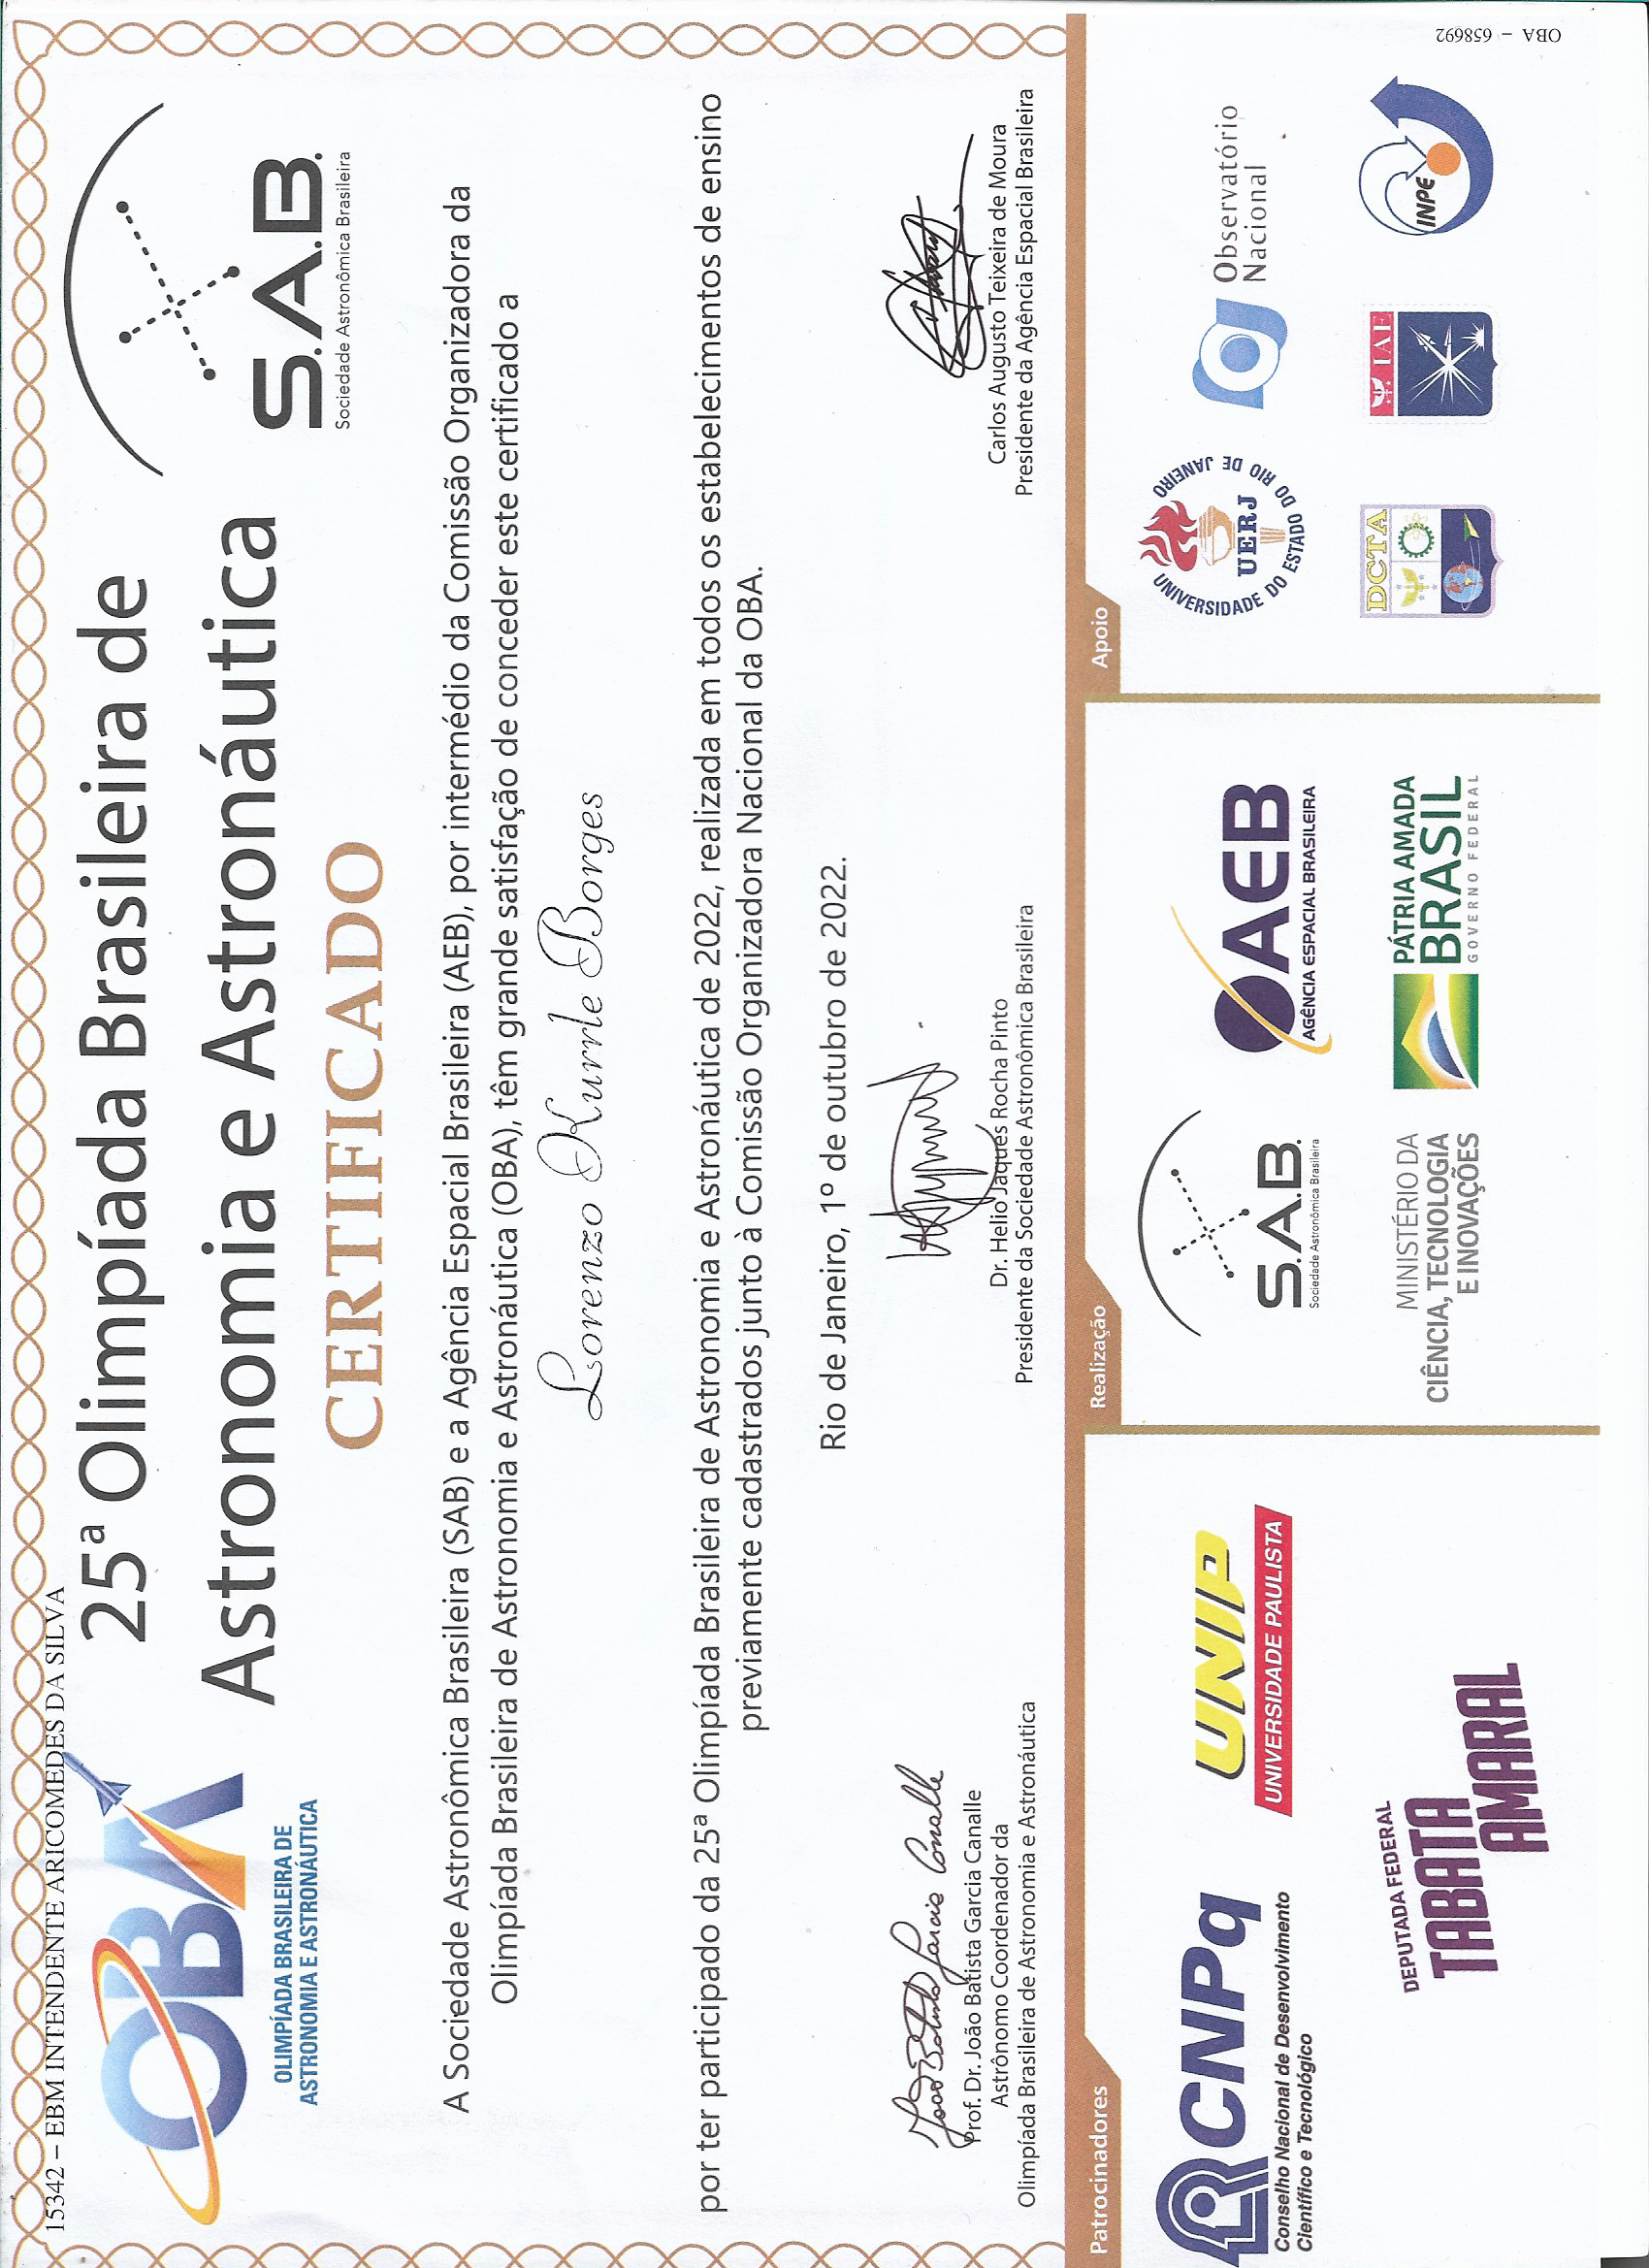 15342 – EBM INTENDENTE ARICOMEDES DA SILVA
OBA
OLIMPÍADA BRASILEIRA DE
ASTRONOMIA E ASTRONÁUTICA
25ª Olimpíada Brasileira de
Astronomia e Astronáutica
CERTIFICADO
S.A.B.
Sociedade Astronômica Brasileira
A Sociedade Astronômica Brasileira (SAB) e a Agência Espacial Brasileira (AEB), por intermédio da Comissão Organizadora da
Olimpíada Brasileira de Astronomia e Astronáutica (OBA), têm grande satisfação de conceder este certificado a
Lorenzo Kurrle Borges
por ter participado da 25ª Olimpíada Brasileira de Astronomia e Astronáutica de 2022, realizada em todos os estabelecimentos de ensino
previamente cadastrados junto à Comissão Organizadora Nacional da OBA.
Rio de Janeiro, 1º de outubro de 2022.
João Batista Garcia Canalle
Prof. Dr. João Batista Garcia Canalle
Astrônomo Coordenador da
Olimpíada Brasileira de Astronomia e Astronáutica
Dr. Helio Jaques Rocha Pinto
Presidente da Sociedade Astronômica Brasileira
Carlos Augusto Teixeira de Moura
Presidente da Agência Espacial Brasileira
Patrocinadores
CNPq
Conselho Nacional de Desenvolvimento
Científico e Tecnológico
UNIP
UNIVERSIDADE PAULISTA
DEPUTADA FEDERAL
TABATA
AMARAL
Realização
S.A.B.
Sociedade Astronômica Brasileira
AEB
AGÊNCIA ESPACIAL BRASILEIRA
MINISTÉRIO DA
CIÊNCIA, TECNOLOGIA
E INOVAÇÕES
PÁTRIA AMADA
BRASIL
GOVERNO FEDERAL
Apoio
UERJ
UNIVERSIDADE DO ESTADO DO RIO DE JANEIRO
Observatório
Nacional
DCTA
IAE
INPE
OBA – 658692